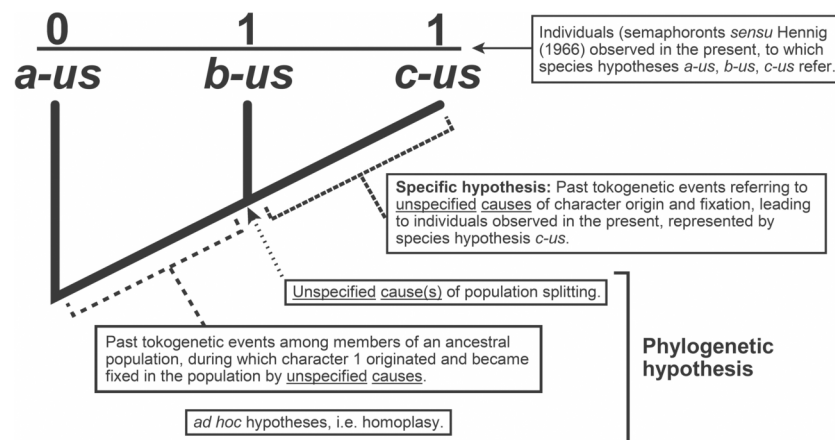 0 1 1
a-us b-us c-us
Individuals (semaphoronts sensu Hennig
(1966) observed in the present, to which
species hypotheses a-us, b-us, c-us refer.
Specific hypothesis: Past tokogenetic events referring to
unspecified causes of character origin and fixation, leading
to individuals observed in the present, represented by
species hypothesis c-us.
Unspecified cause(s) of population splitting.
Past tokogenetic events among members of an ancestral
population, during which character 1 originated and became
fixed in the population by unspecified causes.
ad hoc hypotheses, i.e. homoplasy.
Phylogenetic
hypothesis